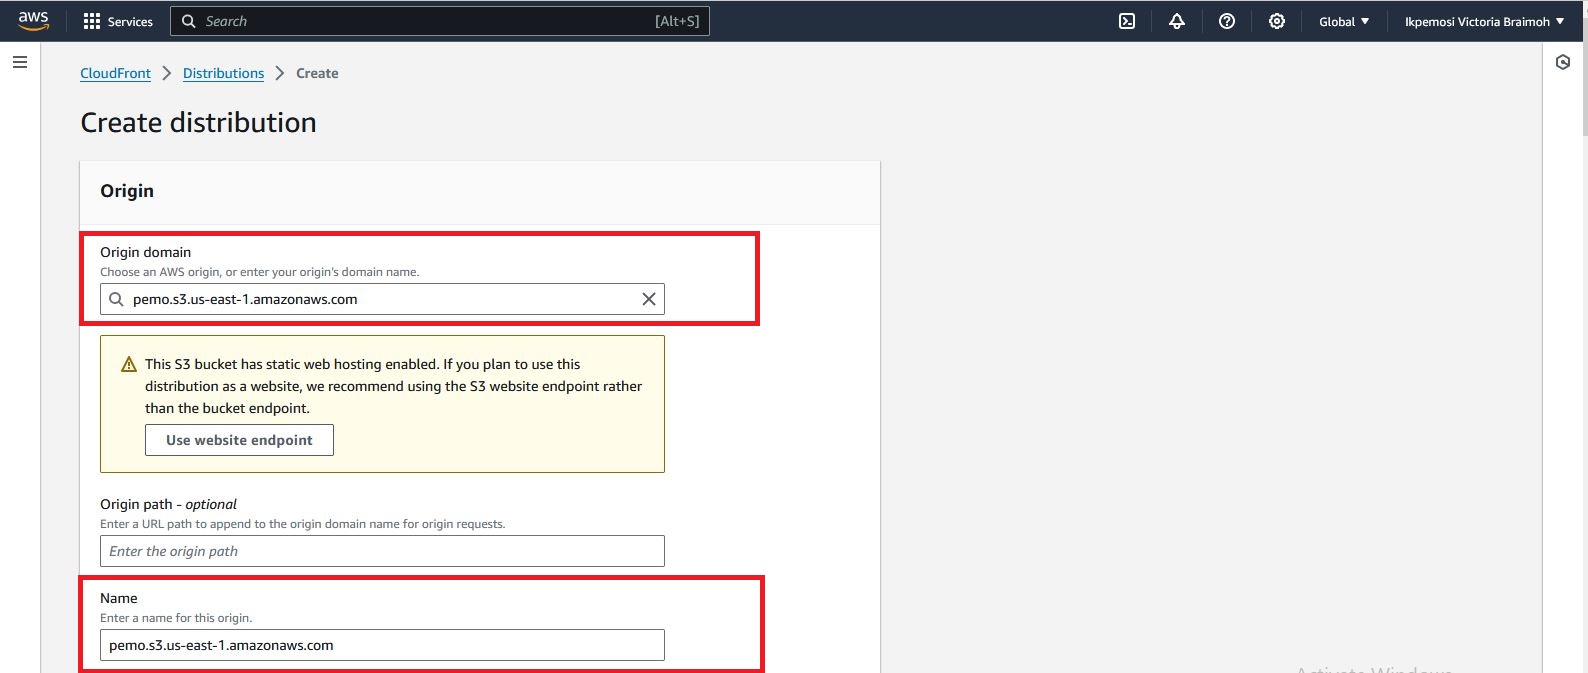 aws
Services
Search
[Alt+S]
Global
Ikpemosi Victoria Braimoh
CloudFront
Distributions
Create
Create distribution
Origin
Origin domain
Choose an AWS origin, or enter your origin's domain name.
pemo.s3.us-east-1.amazonaws.com
This S3 bucket has static web hosting enabled. If you plan to use this
distribution as a website, we recommend using the S3 website endpoint rather
than the bucket endpoint.
Use website endpoint
Origin path - optional
Enter a URL path to append to the origin domain name for origin requests.
Enter the origin path
Name
Enter a name for this origin.
pemo.s3.us-east-1.amazonaws.com
Activate Windows